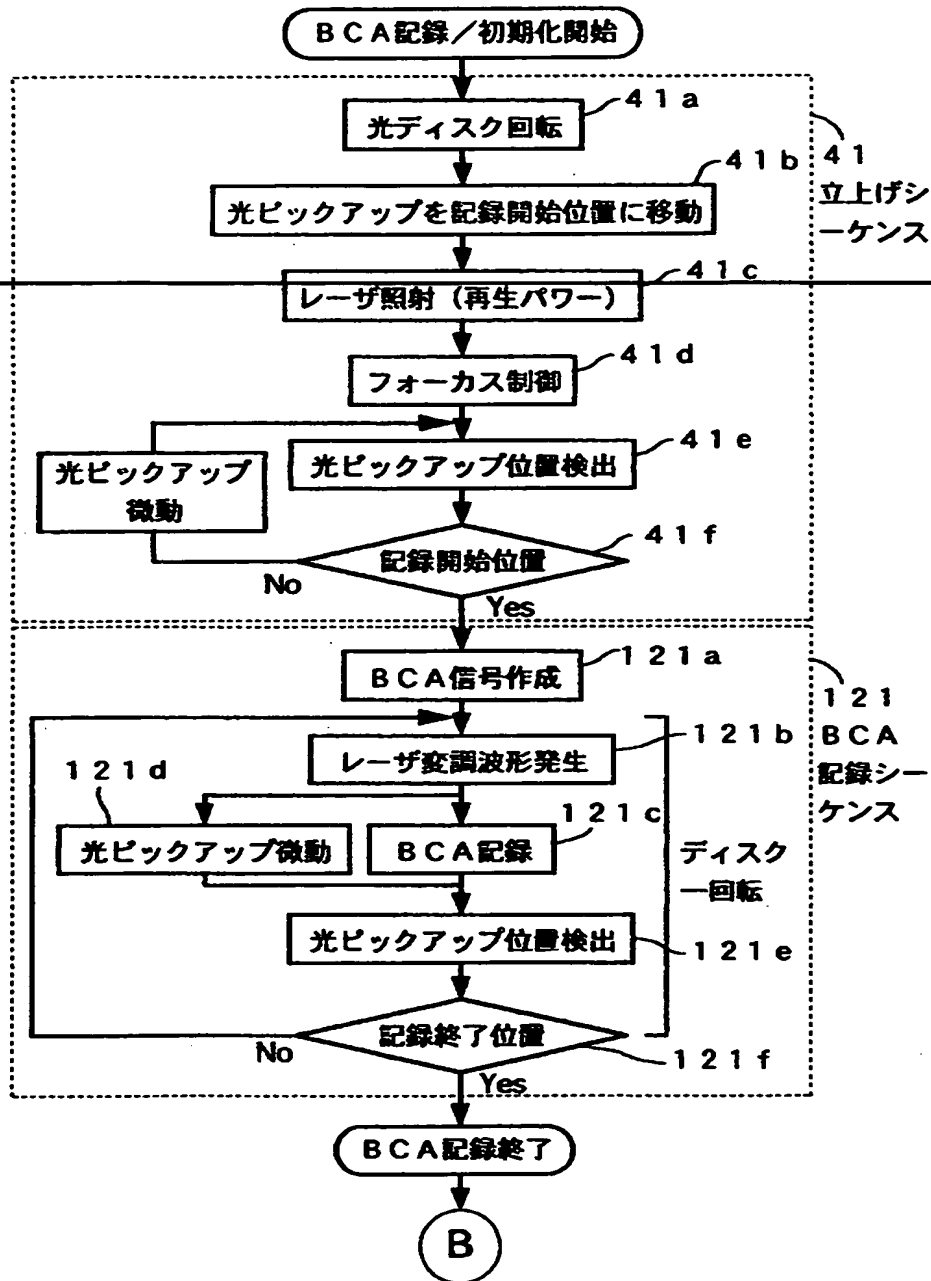 BCA記録／初期化開始
41a
光ディスク回転
41b
光ピックアップを記録開始位置に移動
41
立上げシ
ーケンス
41c
レーザ照射（再生パワー）
41d
フォーカス制御
41e
光ピックアップ位置検出
光ピックアップ
微動
41f
記録開始位置
No
Yes
121a
BCA信号作成
121
BCA
記録シー
ケンス
121b
レーザ変調波形発生
121d
121c
光ピックアップ微動
BCA記録
ディスク
一回転
光ピックアップ位置検出
121e
記録終了位置
No
121f
Yes
BCA記録終了
B